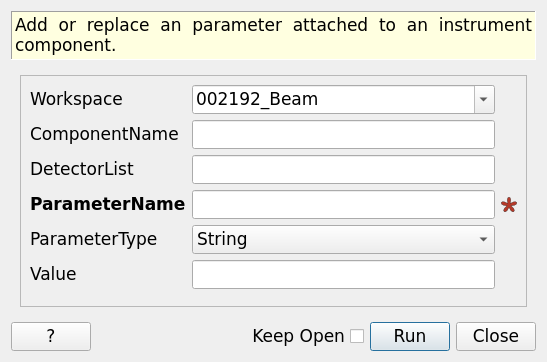 Add or replace an parameter attached to an instrument
component.
Workspace
002192_Beam
ComponentName
DetectorList
ParameterName
*
ParameterType
String
Value
?
Keep Open
Run
Close